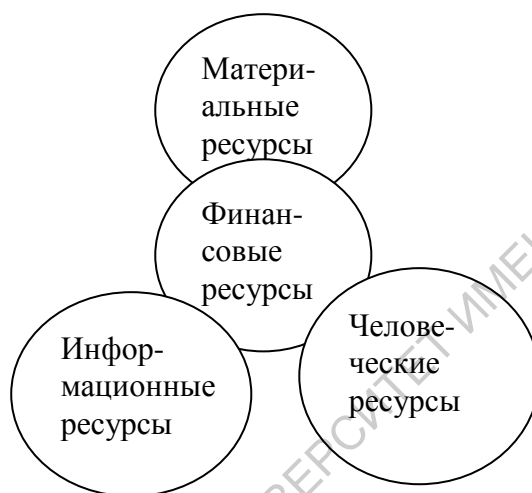 Матери-
альные
ресурсы
Финан-
совые
ресурсы
Инфор-
мационные
ресурсы
Челове-
ческие
ресурсы